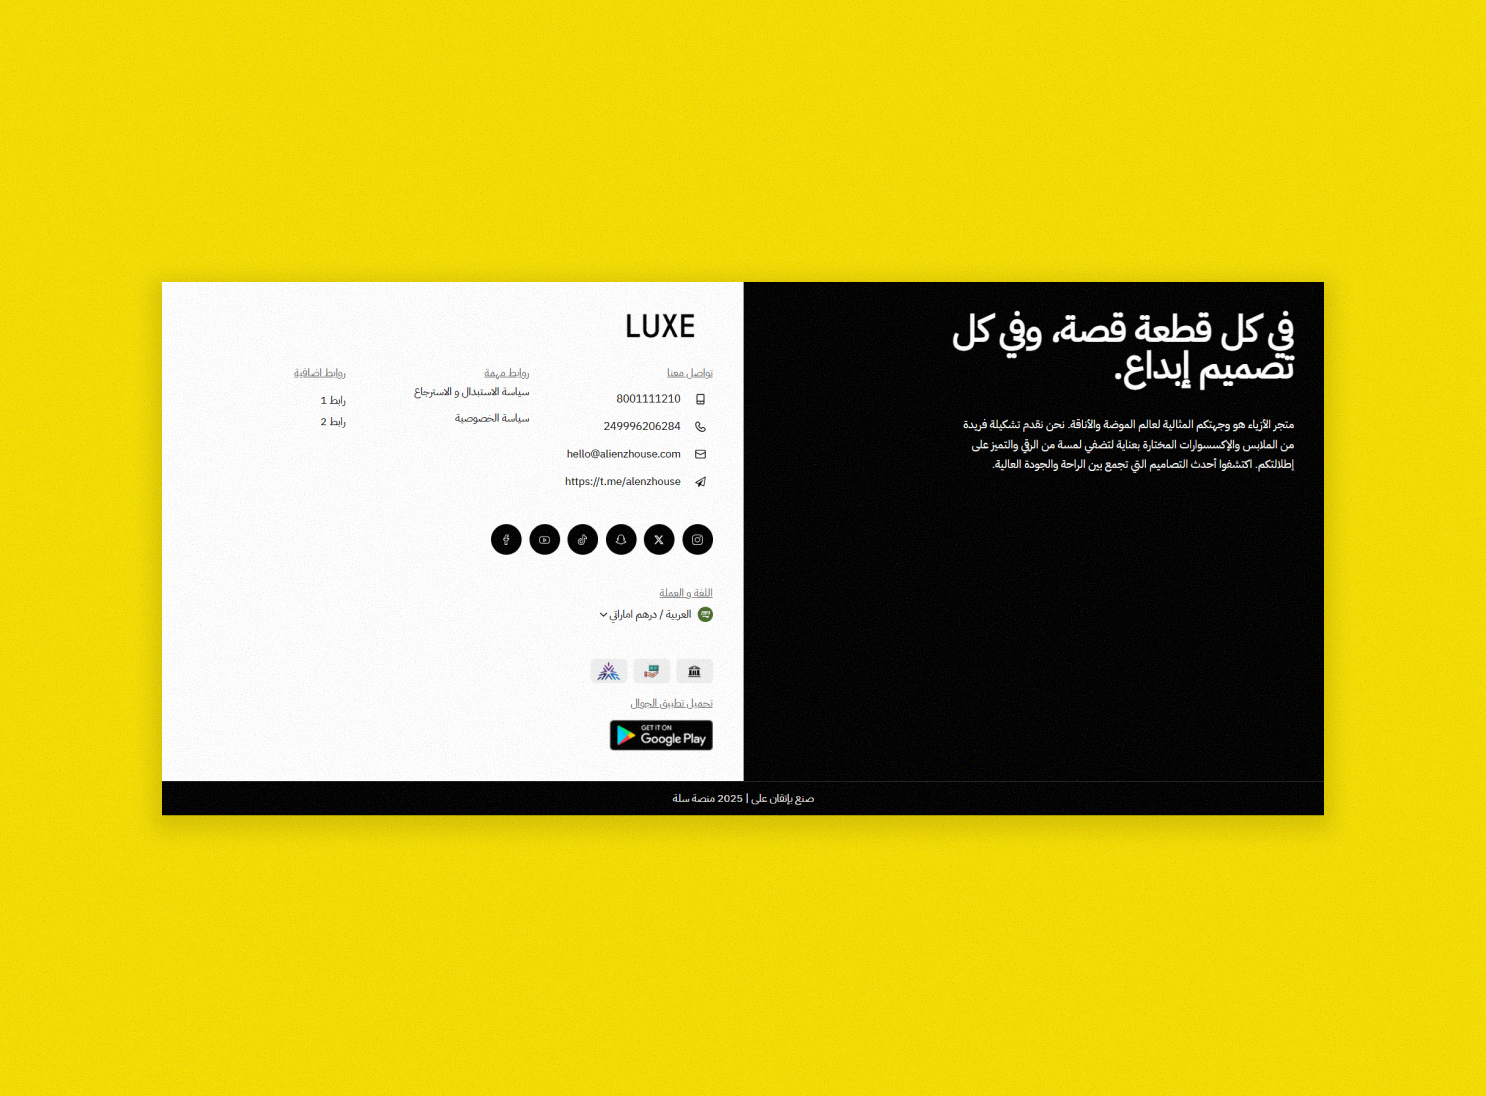 في كل قطعة قصة، وفي كل
تصميم إبداع.
متجر الأزياء هو وجهتكم المثالية لعالم الموضة والأناقة. نحن نقدم تشكيلة فريدة
من الملابس والإكسسوارات المختارة بعناية لتضفي لمسة من الرقي والتميز على
إطلالتكم. اكتشفوا أحدث التصاميم التي تجمع بين الراحة والجودة العالية.
LUXE
تواصل معنا
8001111210
249996206284
hello@alienzhouse.com
https://t.me/alenzhouse
روابط مهمة
سياسة الاستبدال و الاسترجاع
سياسة الخصوصية
روابط اضافية
رابط 1
رابط 2
اللغة و العملة
العربية / درهم اماراتي
تحميل تطبيق الجوال
GET IT ON
Google Play
صنع بإتقان على | 2025 منصة سلة